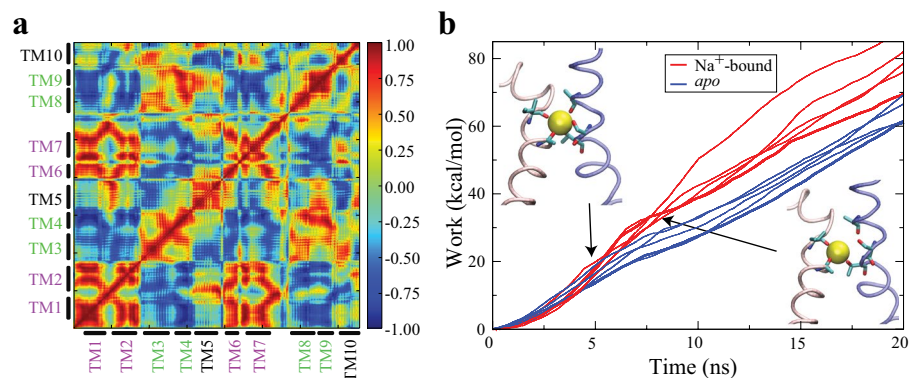 a
TM10
TM9
TM8
TM7
TM6
TM5
TM4
TM3
TM2
TM1
TM1
TM2
TM3
TM4
TM5
TM6
TM7
TM8
TM9
TM10
1.00
0.75
0.50
0.25
0.00
-0.25
-0.50
-0.75
-1.00
b
Work (kcal/mol)
80
60
40
20
0
Na⁺-bound
apo
0
5
10
15
20
Time (ns)